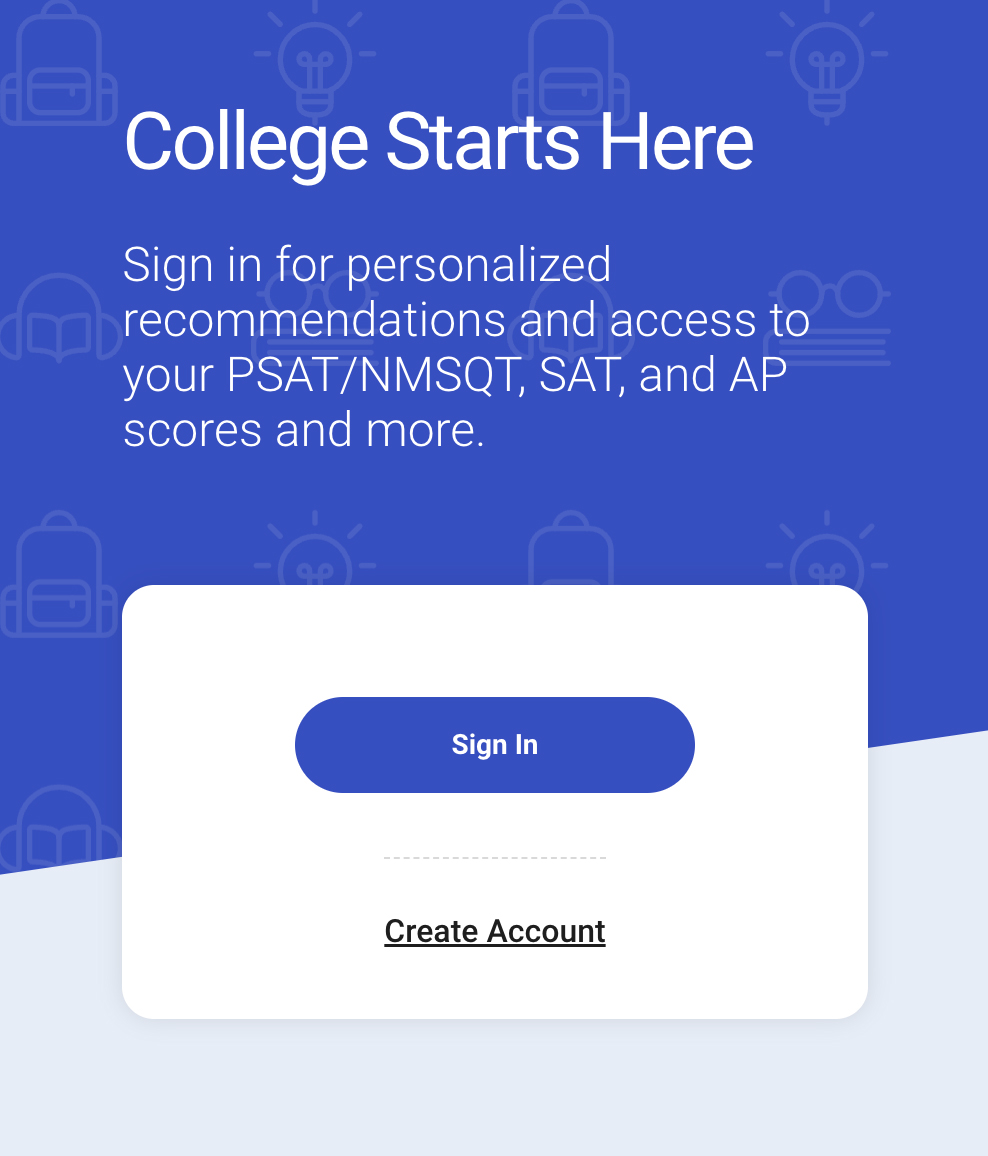 College Starts Here
Sign in for personalized
recommendations and access to
your PSAT/NMSQT, SAT, and AP
scores and more.
Sign In
Create Account